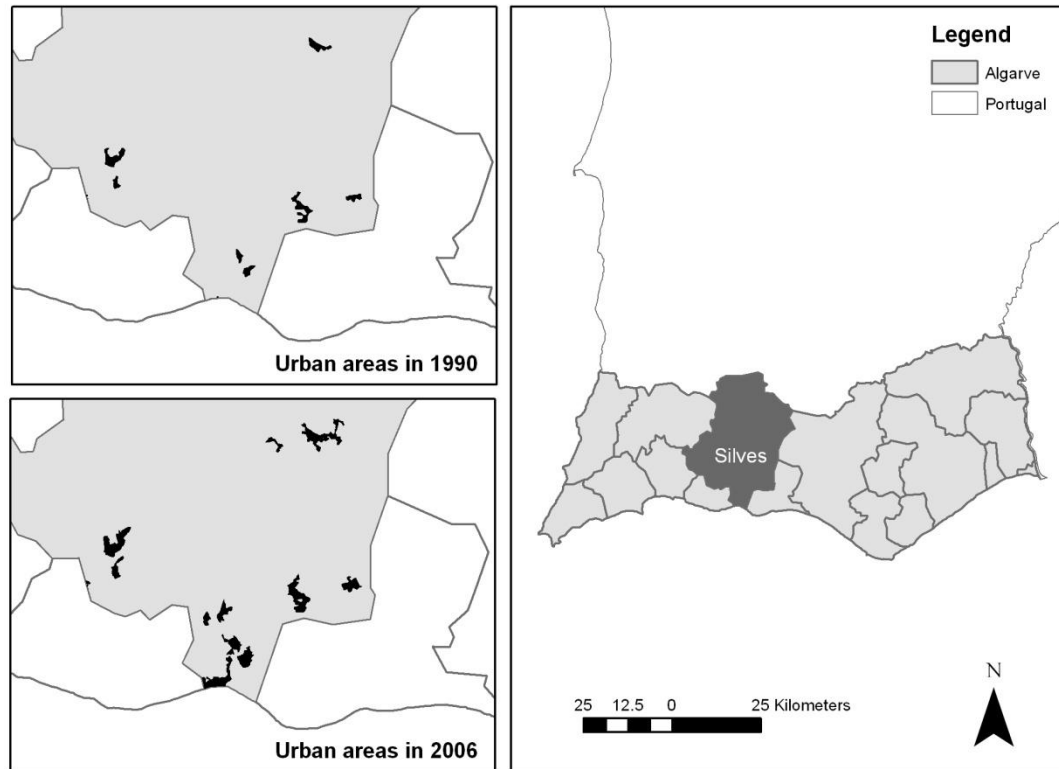 Urban areas in 1990
Urban areas in 2006
Legend
Algarve
Portugal
Silves
25 12.5 0 25 Kilometers
N